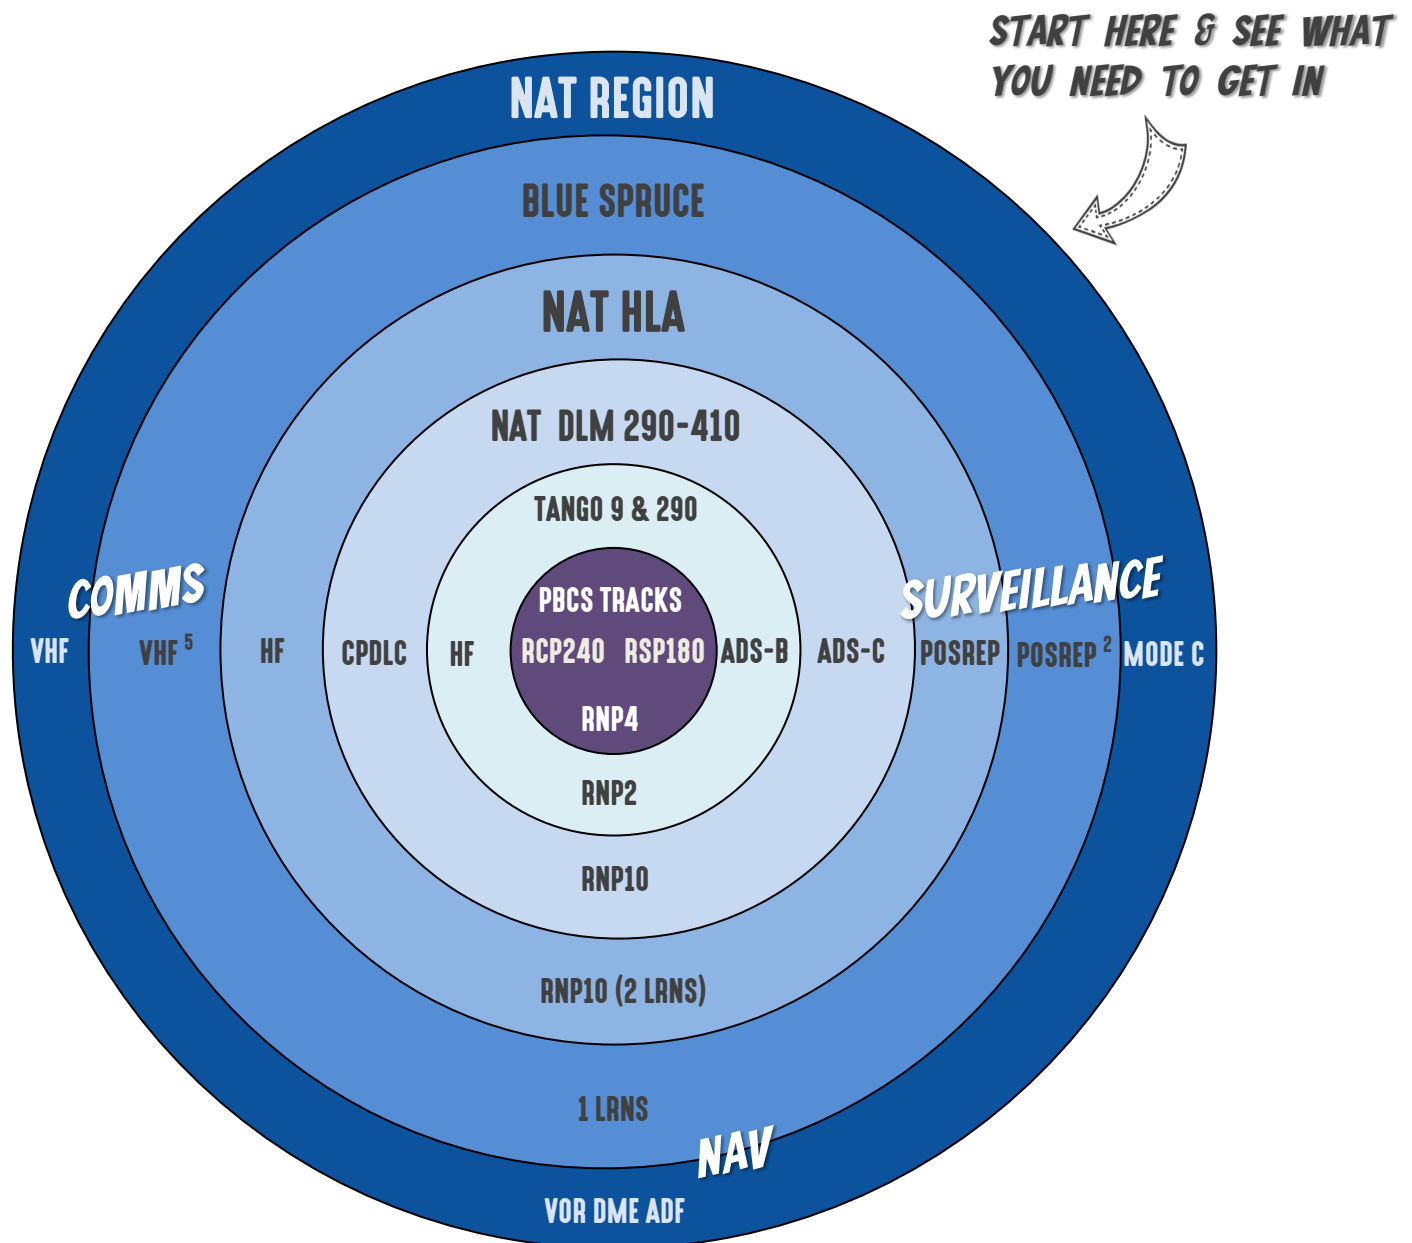 START HERE & SEE WHAT
YOU NEED TO GET IN
NAT REGION
BLUE SPRUCE
NAT HLA
NAT DLM 290-410
TANGO 9 & 290
COMMS
SURVEILLANCE
PBCS TRACKS
VHF VHF 5 HF CPDLC HF RCP240 RSP180 ADS-B ADS-C POSREP POSREP 2 MODE C
RNP4
RNP2
RNP10
RNP10 (2 LRNS)
1 LRNS
NAV
VOR DME ADF